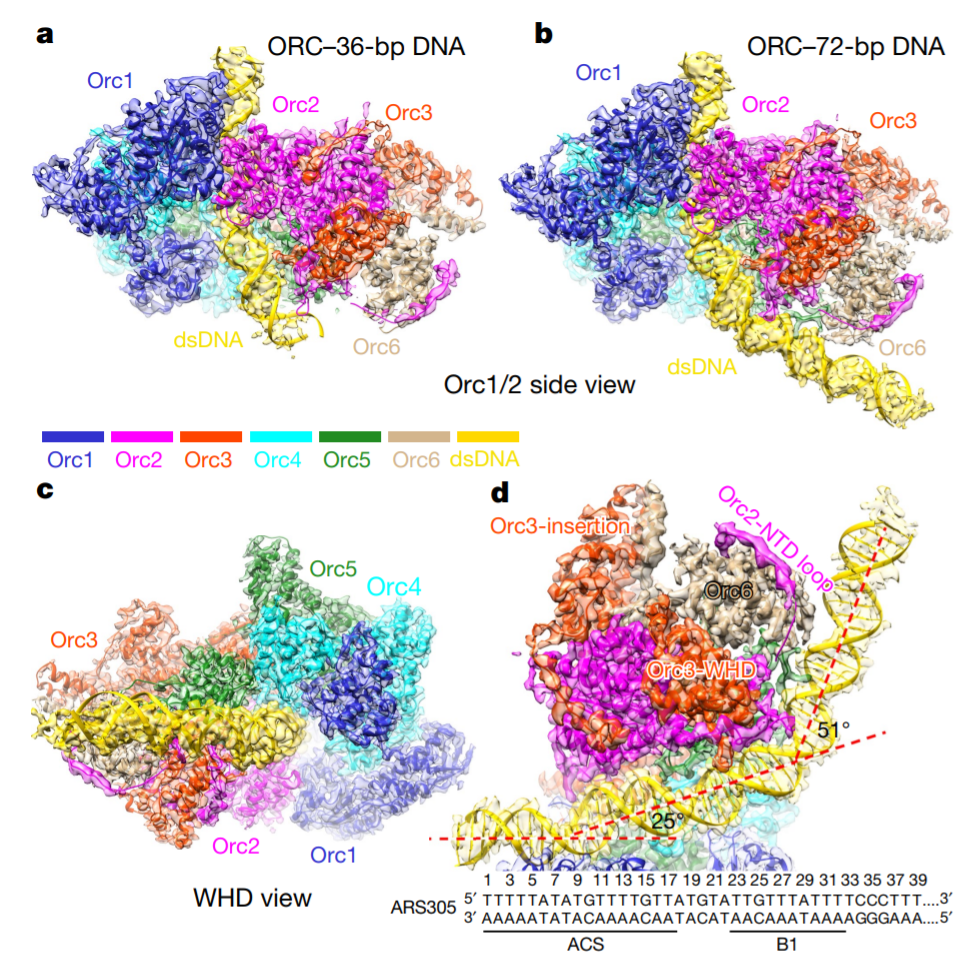 a
ORC–36-bp DNA
Orc1
Orc2
Orc3
dsDNA
Orc6
b
ORC–72-bp DNA
Orc1
Orc2
Orc3
dsDNA
Orc6
Orc1/2 side view
Orc1 Orc2 Orc3 Orc4 Orc5 Orc6 dsDNA
c
Orc5
Orc4
Orc3
Orc2
Orc1
WHD view
d
Orc3-insertion
Orc2-NTD loop
Orc6
Orc3-WHD
51°
25°
1 3 5 7 9 11 13 15 17 19 21 23 25 27 29 31 33 35 37 39
ARS305
5′ TTTTTATATGTTTTGTTATGTATTGTTTATTTTCCCTTT....3′
3′ AAAAATATACAAAACAATACATAACAAATAAAAGGGAAA....5′
ACS B1